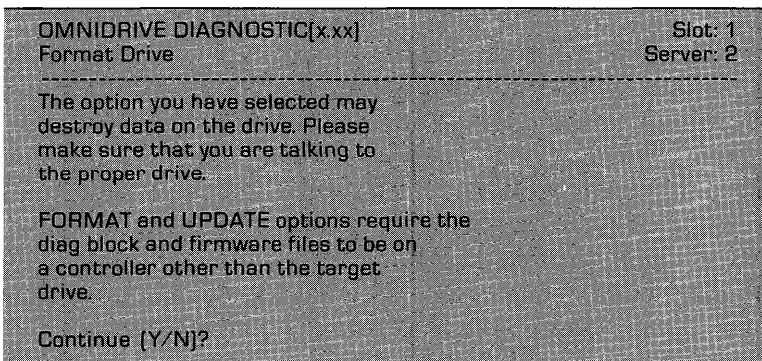 OMNIDRIVE DIAGNOSTIC[x.xx] Slot: 1
Format Drive Server: 2
The option you have selected may
destroy data on the drive. Please
make sure that you are talking to
the proper drive.
FORMAT and UPDATE options require the
diag block and firmware files to be on
a controller other than the target
drive.
Continue [Y/N]?